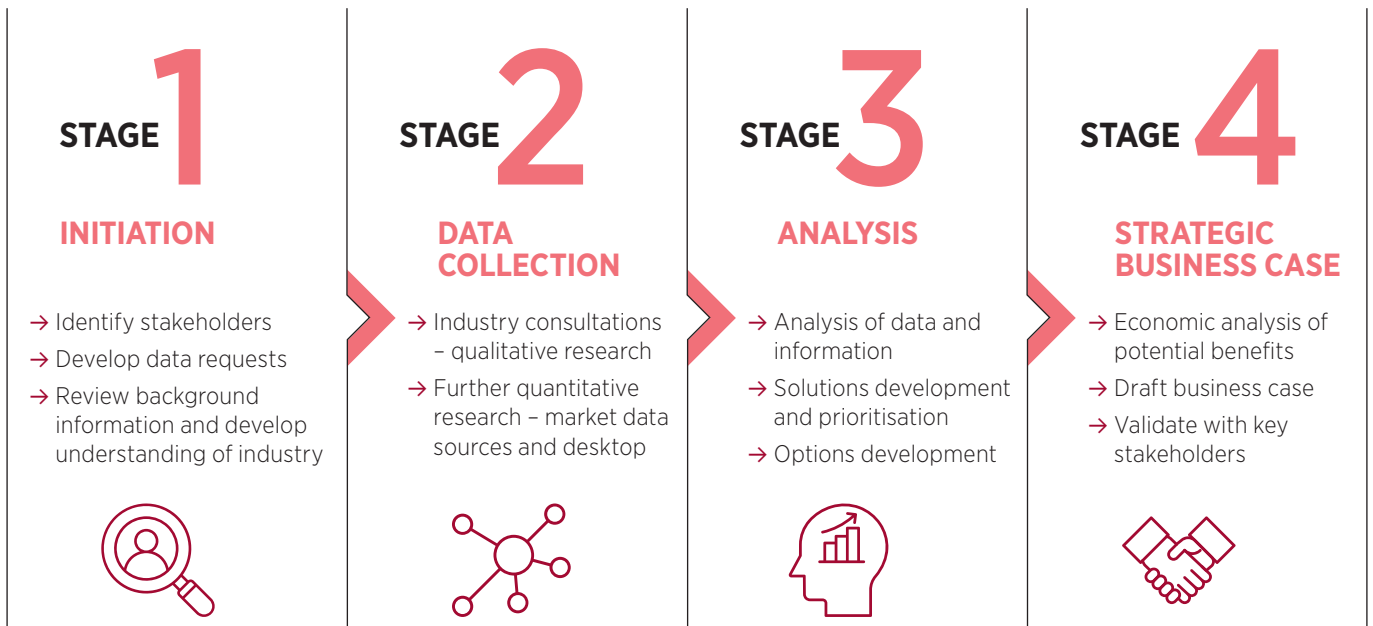 STAGE 1
INITIATION
→ Identify stakeholders
→ Develop data requests
→ Review background
information and develop
understanding of industry
STAGE 2
DATA
COLLECTION
→ Industry consultations
– qualitative research
→ Further quantitative
research – market data
sources and desktop
STAGE 3
ANALYSIS
→ Analysis of data and
information
→ Solutions development
and prioritisation
→ Options development
STAGE 4
STRATEGIC
BUSINESS CASE
→ Economic analysis of
potential benefits
→ Draft business case
→ Validate with key
stakeholders